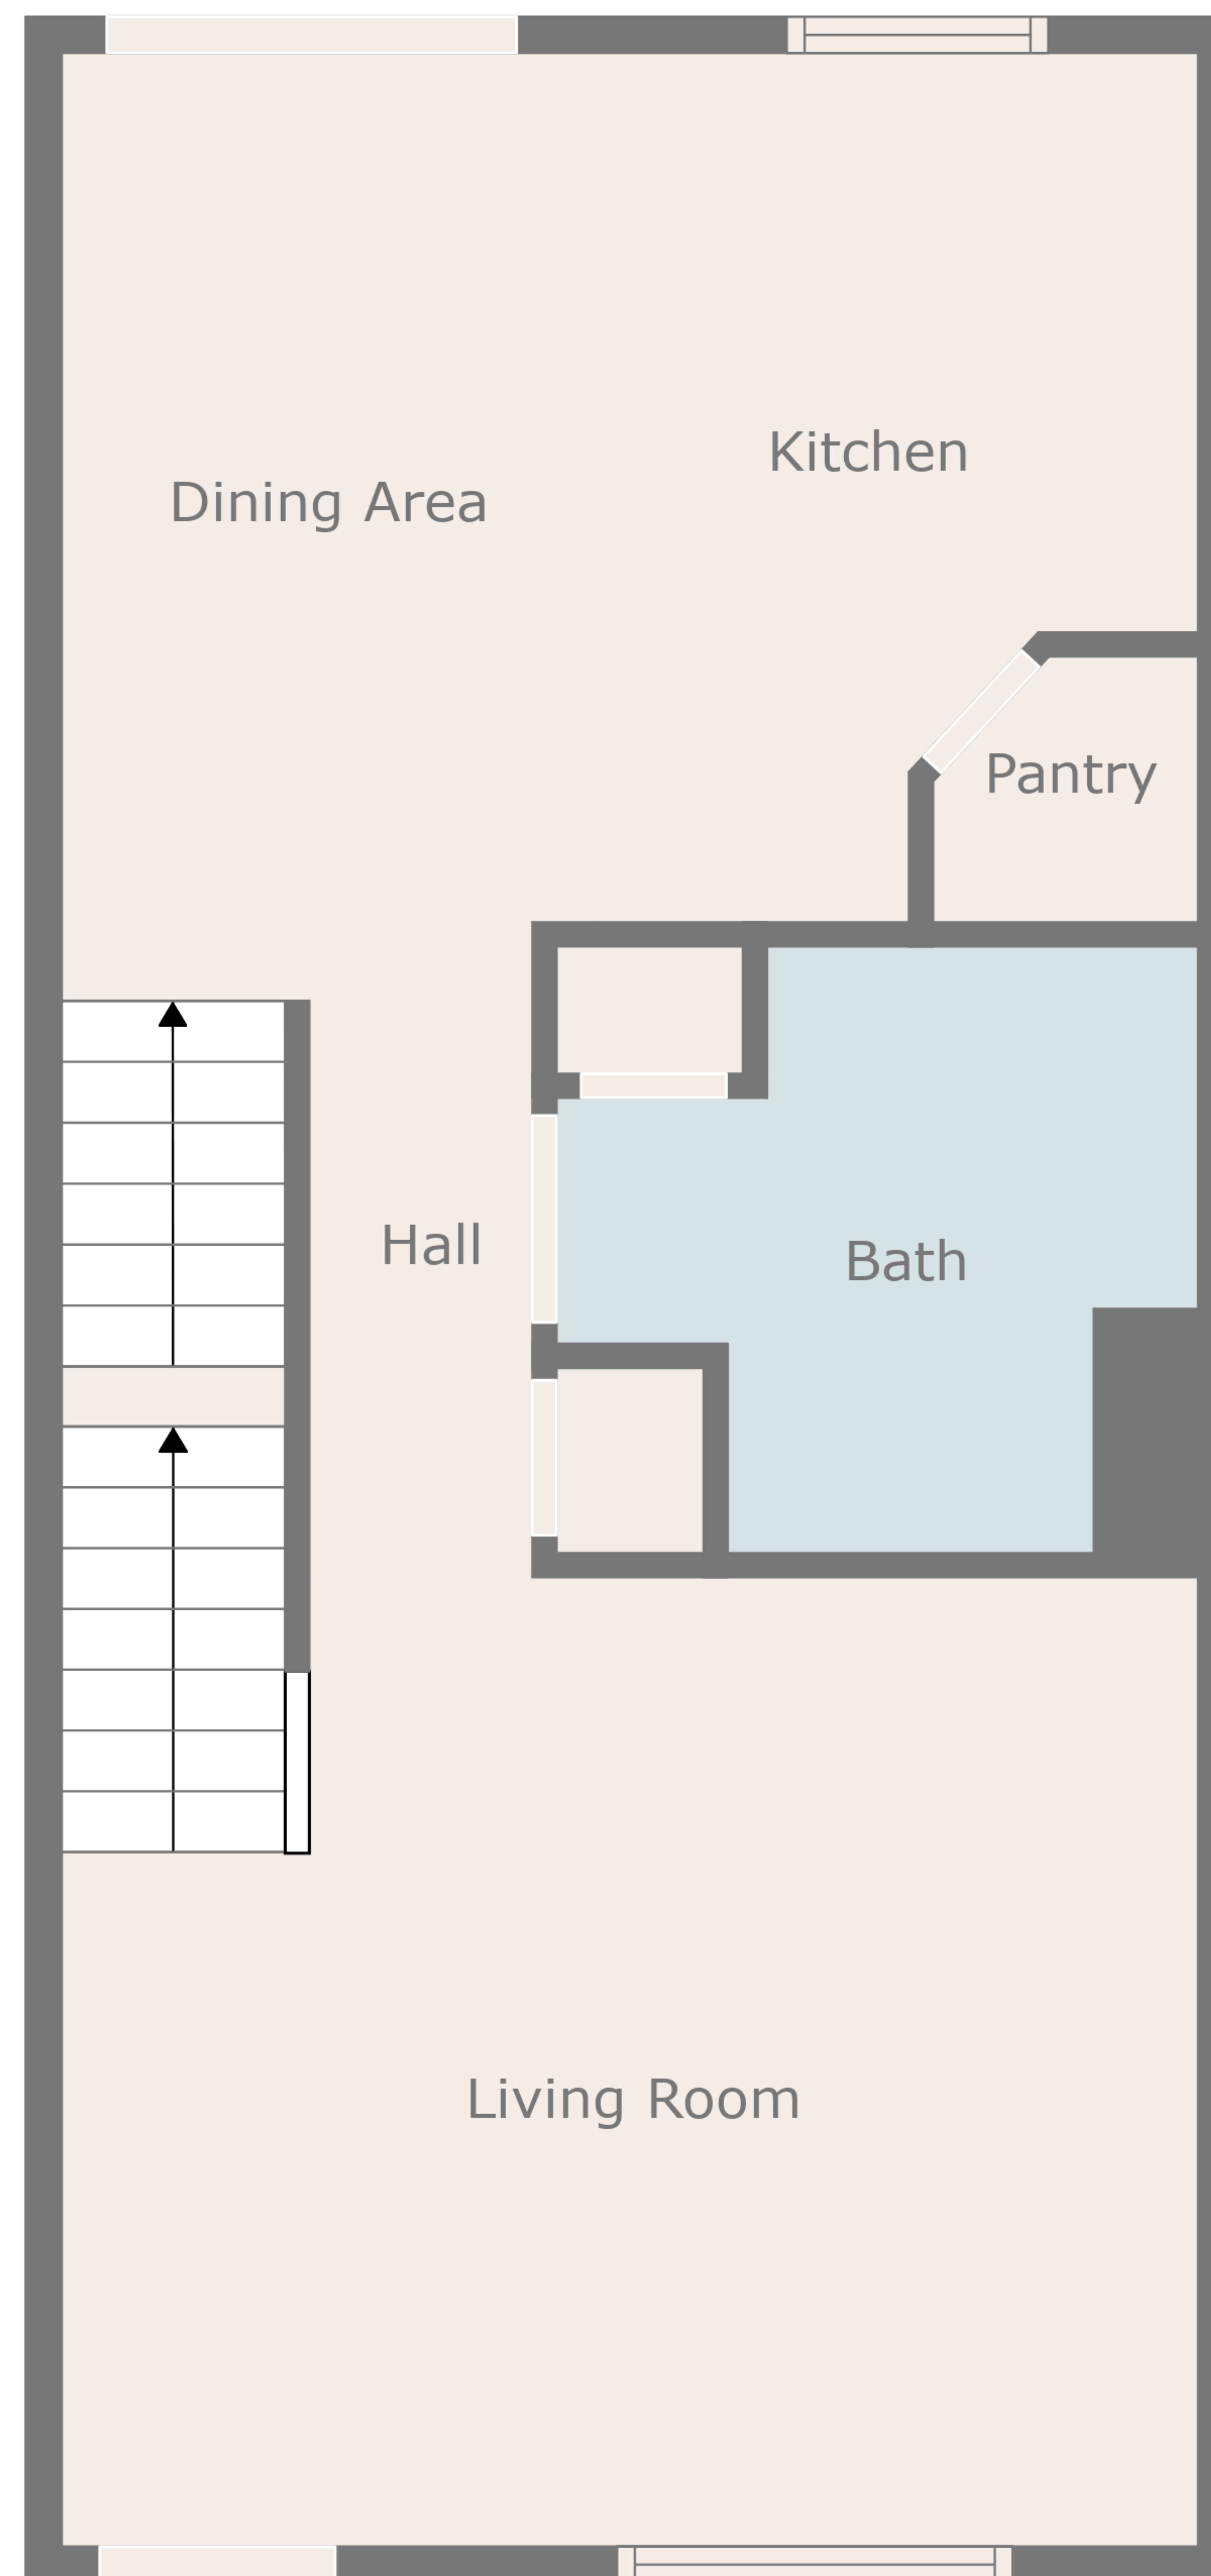 Kitchen
Dining Area
Pantry
Hall
Bath
Living Room